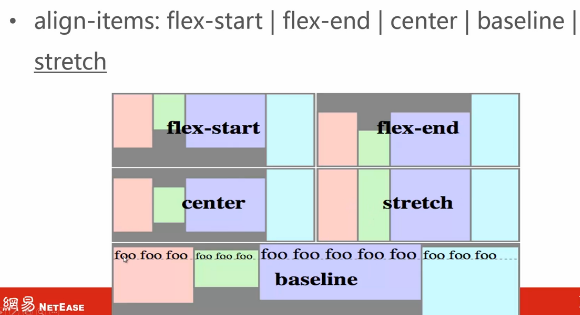 • align-items: flex-start | flex-end | center | baseline |
stretch
flex-start
flex-end
center
stretch
foo foo foo foo foo foo foo foo foo foo foo foo foo foo
baseline
網易 NETEASE